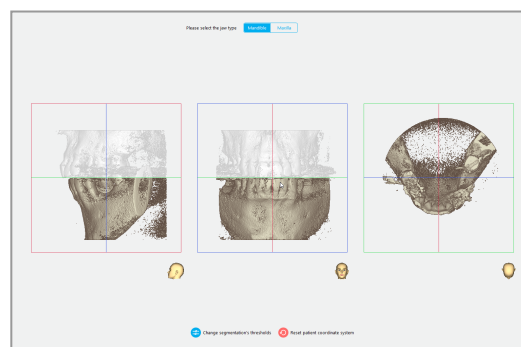 Please select the jaw type Mandible Maxilla
Change segmentation's thresholds Reset patient coordinate system